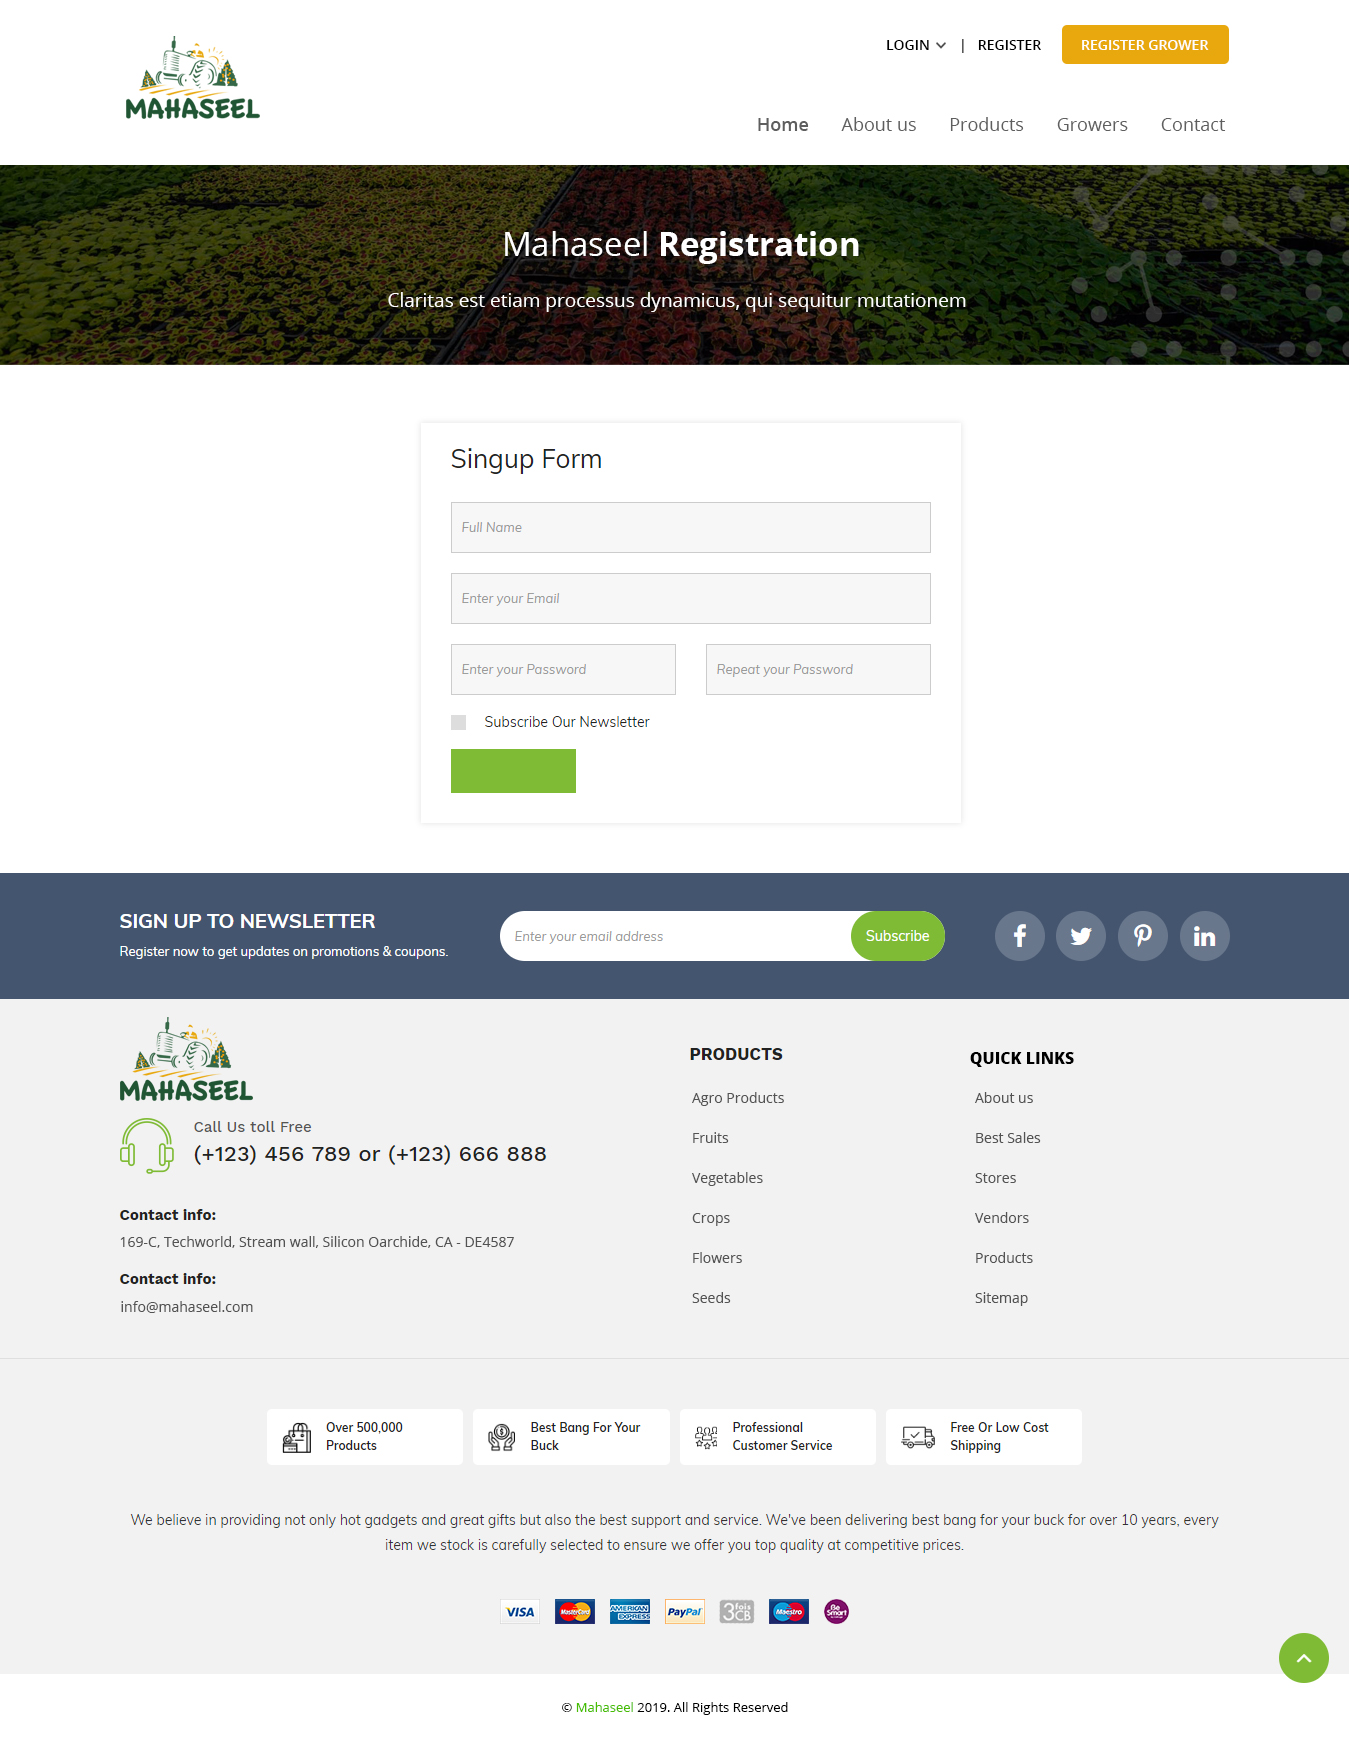 MAHASEEL
LOGIN | REGISTER REGISTER GROWER
Home About us Products Growers Contact
Mahaseel Registration
Claritas est etiam processus dynamicus, qui sequitur mutationem
Singup Form
Full Name
Enter your Email
Enter your Password Repeat your Password
Subscribe Our Newsletter
SIGN UP TO NEWSLETTER
Register now to get updates on promotions & coupons.
Enter your email address Subscribe
MAHASEEL
Call Us toll Free
(+123) 456 789 or (+123) 666 888
Contact info:
169-C, Techworld, Stream wall, Silicon Oarchide, CA - DE4587
Contact info:
info@mahaseel.com
PRODUCTS
Agro Products
Fruits
Vegetables
Crops
Flowers
Seeds
QUICK LINKS
About us
Best Sales
Stores
Vendors
Products
Sitemap
Over 500,000
Products
Best Bang For Your
Buck
Professional
Customer Service
Free Or Low Cost
Shipping
We believe in providing not only hot gadgets and great gifts but also the best support and service. We've been delivering best bang for your buck for over 10 years, every
item we stock is carefully selected to ensure we offer you top quality at competitive prices.
VISA MasterCard AMERICAN EXPRESS PayPal 3 fois CB Maestro Be Smart
© Mahaseel 2019. All Rights Reserved